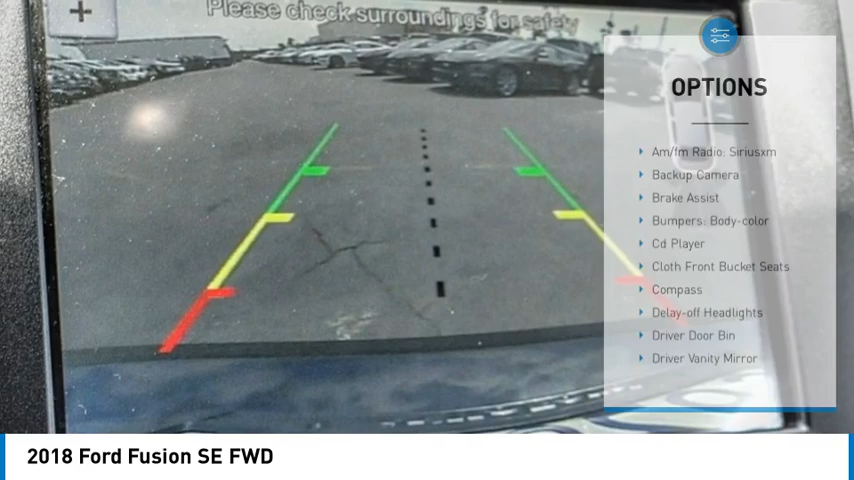 Please check surroundings for safety
OPTIONS
Am/fm Radio: Siriusxm
Backup Camera
Brake Assist
Bumpers: Body-color
Cd Player
Cloth Front Bucket Seats
Compass
Delay-off Headlights
Driver Door Bin
Driver Vanity Mirror
2018 Ford Fusion SE FWD